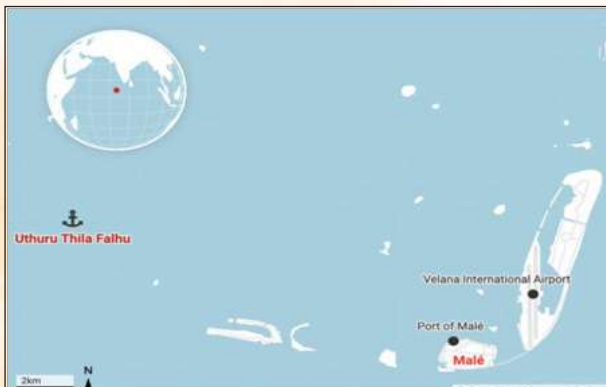 Uthuru Thila Falhu
Velana International Airport
Port of Malé
Malé
2km
N